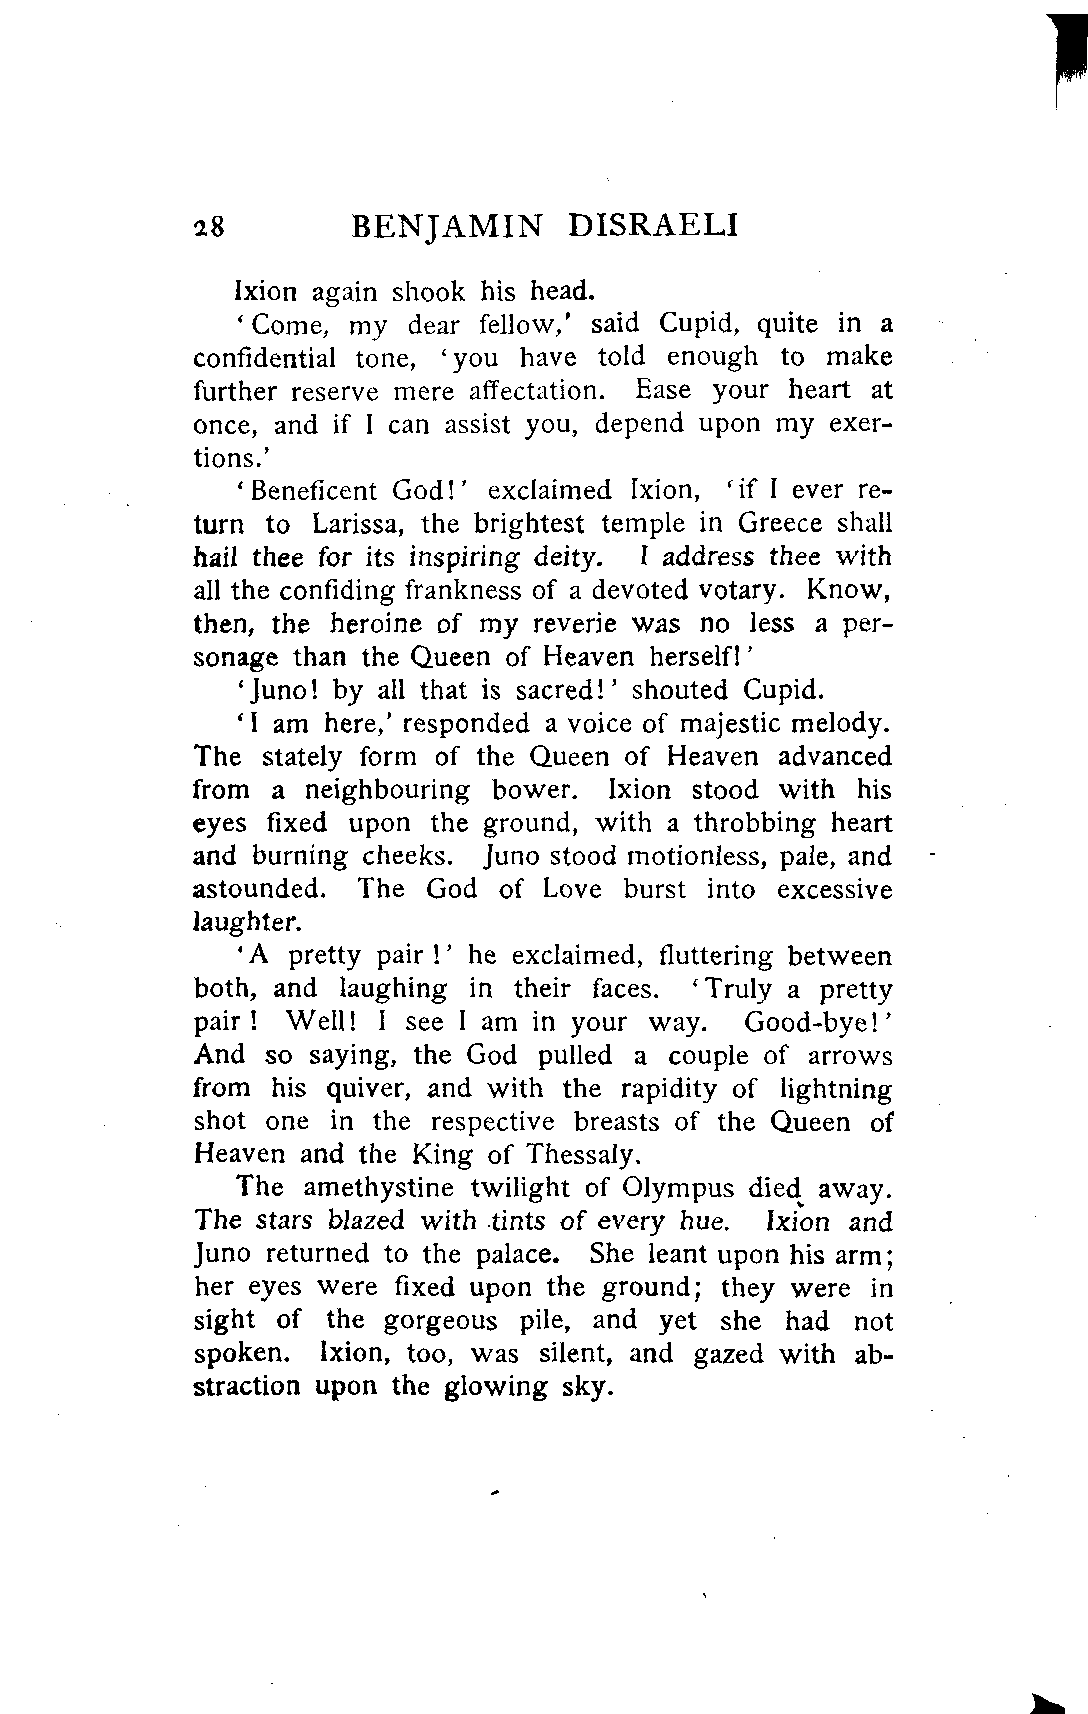 28 BENJAMIN DISRAELI
Ixion again shook his head.
‘Come, my dear fellow,’ said Cupid, quite in a
confidential tone, ‘you have told enough to make
further reserve mere affectation. Ease your heart at
once, and if I can assist you, depend upon my exer-
tions.’
‘Beneficent God!’ exclaimed Ixion, ‘if I ever re-
turn to Larissa, the brightest temple in Greece shall
hail thee for its inspiring deity. I address thee with
all the confiding frankness of a devoted votary. Know,
then, the heroine of my reverie was no less a per-
sonage than the Queen of Heaven herself!’
‘Juno! by all that is sacred!’ shouted Cupid.
‘I am here,’ responded a voice of majestic melody.
The stately form of the Queen of Heaven advanced
from a neighbouring bower. Ixion stood with his
eyes fixed upon the ground, with a throbbing heart
and burning cheeks. Juno stood motionless, pale, and
astounded. The God of Love burst into excessive
laughter.
‘A pretty pair!’ he exclaimed, fluttering between
both, and laughing in their faces. ‘Truly a pretty
pair! Well! I see I am in your way. Good-bye!’
And so saying, the God pulled a couple of arrows
from his quiver, and with the rapidity of lightning
shot one in the respective breasts of the Queen of
Heaven and the King of Thessaly.
The amethystine twilight of Olympus died away.
The stars blazed with tints of every hue. Ixion and
Juno returned to the palace. She leant upon his arm;
her eyes were fixed upon the ground; they were in
sight of the gorgeous pile, and yet she had not
spoken. Ixion, too, was silent, and gazed with ab-
straction upon the glowing sky.